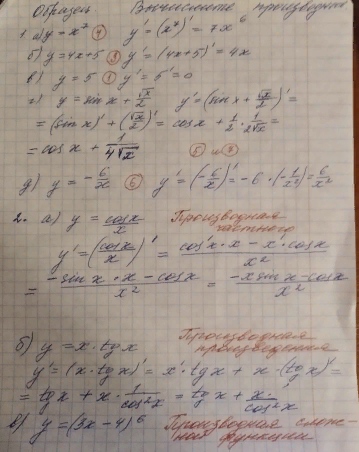 Образец Вычислите производные
1. а) y = x⁷ ④ y' = (x⁷)' = 7x⁶
б) y = 4x+5 ③ y' = (4x+5)' = 4x
в) y = 5 ① y' = 5' = 0
г) y = sin x + √x/2 y' = (sin x + √x/2)' =
= (sin x)' + (√x/2)' = cos x + 1/2 · 1/2√x =
= cos x + 1/4√x ⑤ и ⑧
д) y = -6/x ⑥ y' = (-6/x)' = -6 · (-1/x²) = 6/x²
2. а) y = cos x/x Производная частного
y' = (cos x/x)' = cos'x · x - x' · cos x/x²
= -sin x · x - cos x/x² = -x sin x - cos x/x²
б) y = x · tg x Производная произведения
y' = (x · tg x)' = x' · tg x + x · (tg x)' =
= tg x + x · 1/cos²x = tg x + x/cos²x
в) y = (3x-4)⁶ Производная сложной функции